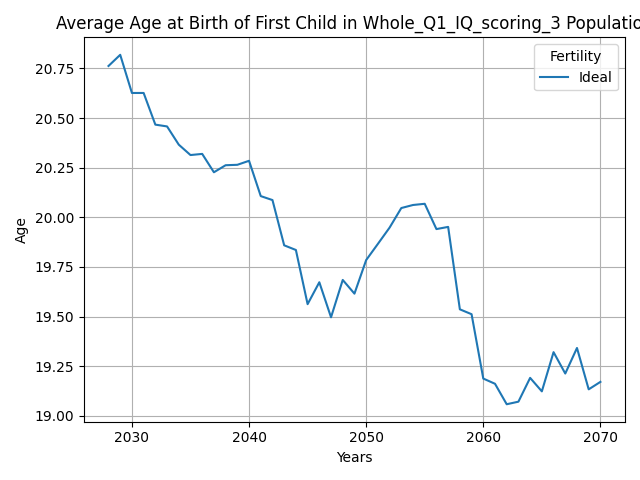 Average Age at Birth of First Child in Whole_Q1_IQ_scoring_3 Populatio
Fertility
Ideal
Age
20.75
20.50
20.25
20.00
19.75
19.50
19.25
19.00
2030 2040 2050 2060 2070
Years